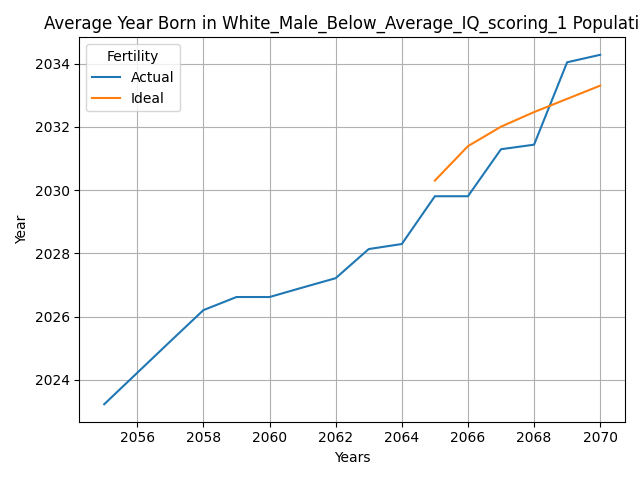 Average Year Born in White_Male_Below_Average_IQ_scoring_1 Populati
Fertility
Actual
Ideal
2034
2032
2030
2028
2026
2024
Year
2056 2058 2060 2062 2064 2066 2068 2070
Years